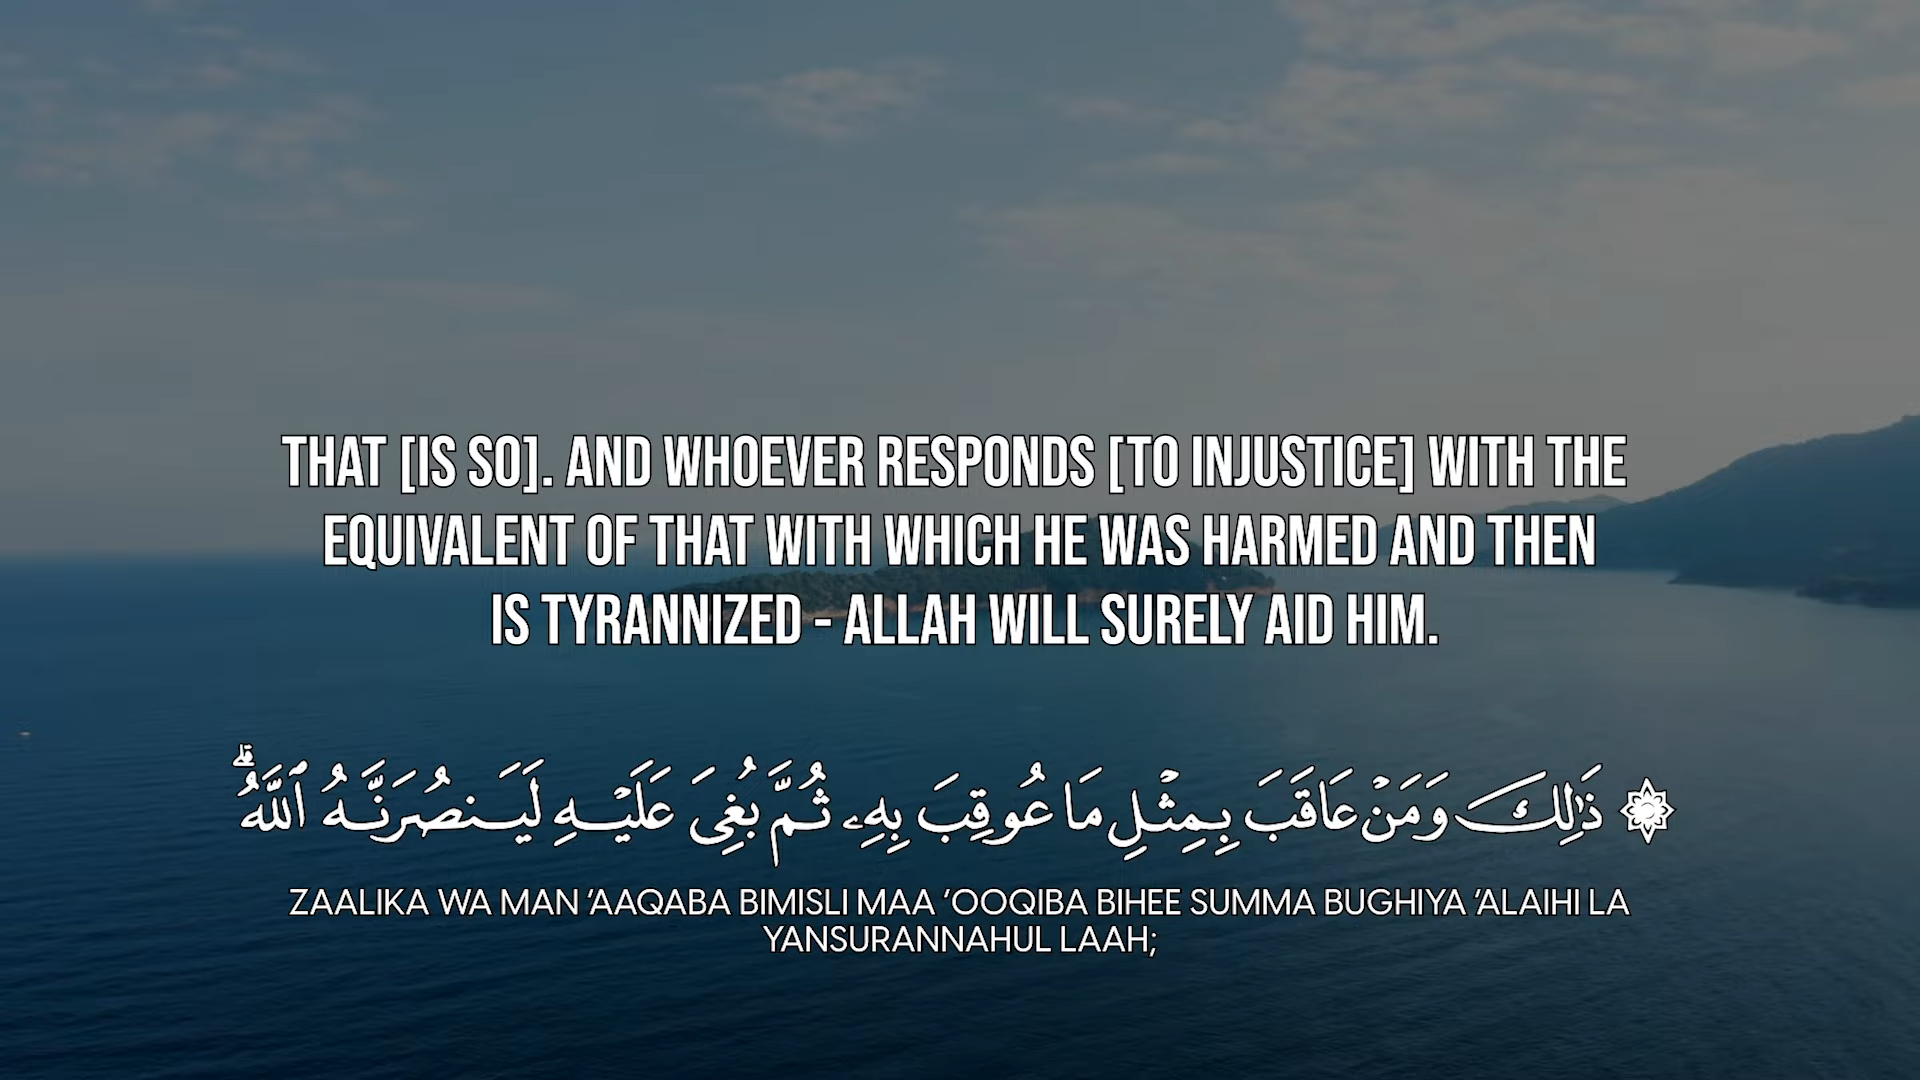 THAT [IS SO]. AND WHOEVER RESPONDS [TO INJUSTICE] WITH THE
EQUIVALENT OF THAT WITH WHICH HE WAS HARMED AND THEN
IS TYRANNIZED - ALLAH WILL SURELY AID HIM.
۞ ذَٰلِكَ وَمَنْ عَاقَبَ بِمِثْلِ مَا عُوقِبَ بِهِۦ ثُمَّ بُغِىَ عَلَيْهِ لَيَنصُرَنَّهُ ٱللَّهُ ۗ
ZAALIKA WA MAN ‘AAQABA BIMISLI MAA ‘OOQIBA BIHEE SUMMA BUGHIYA ‘ALAIHI LA
YANSURANNAHUL LAAH;